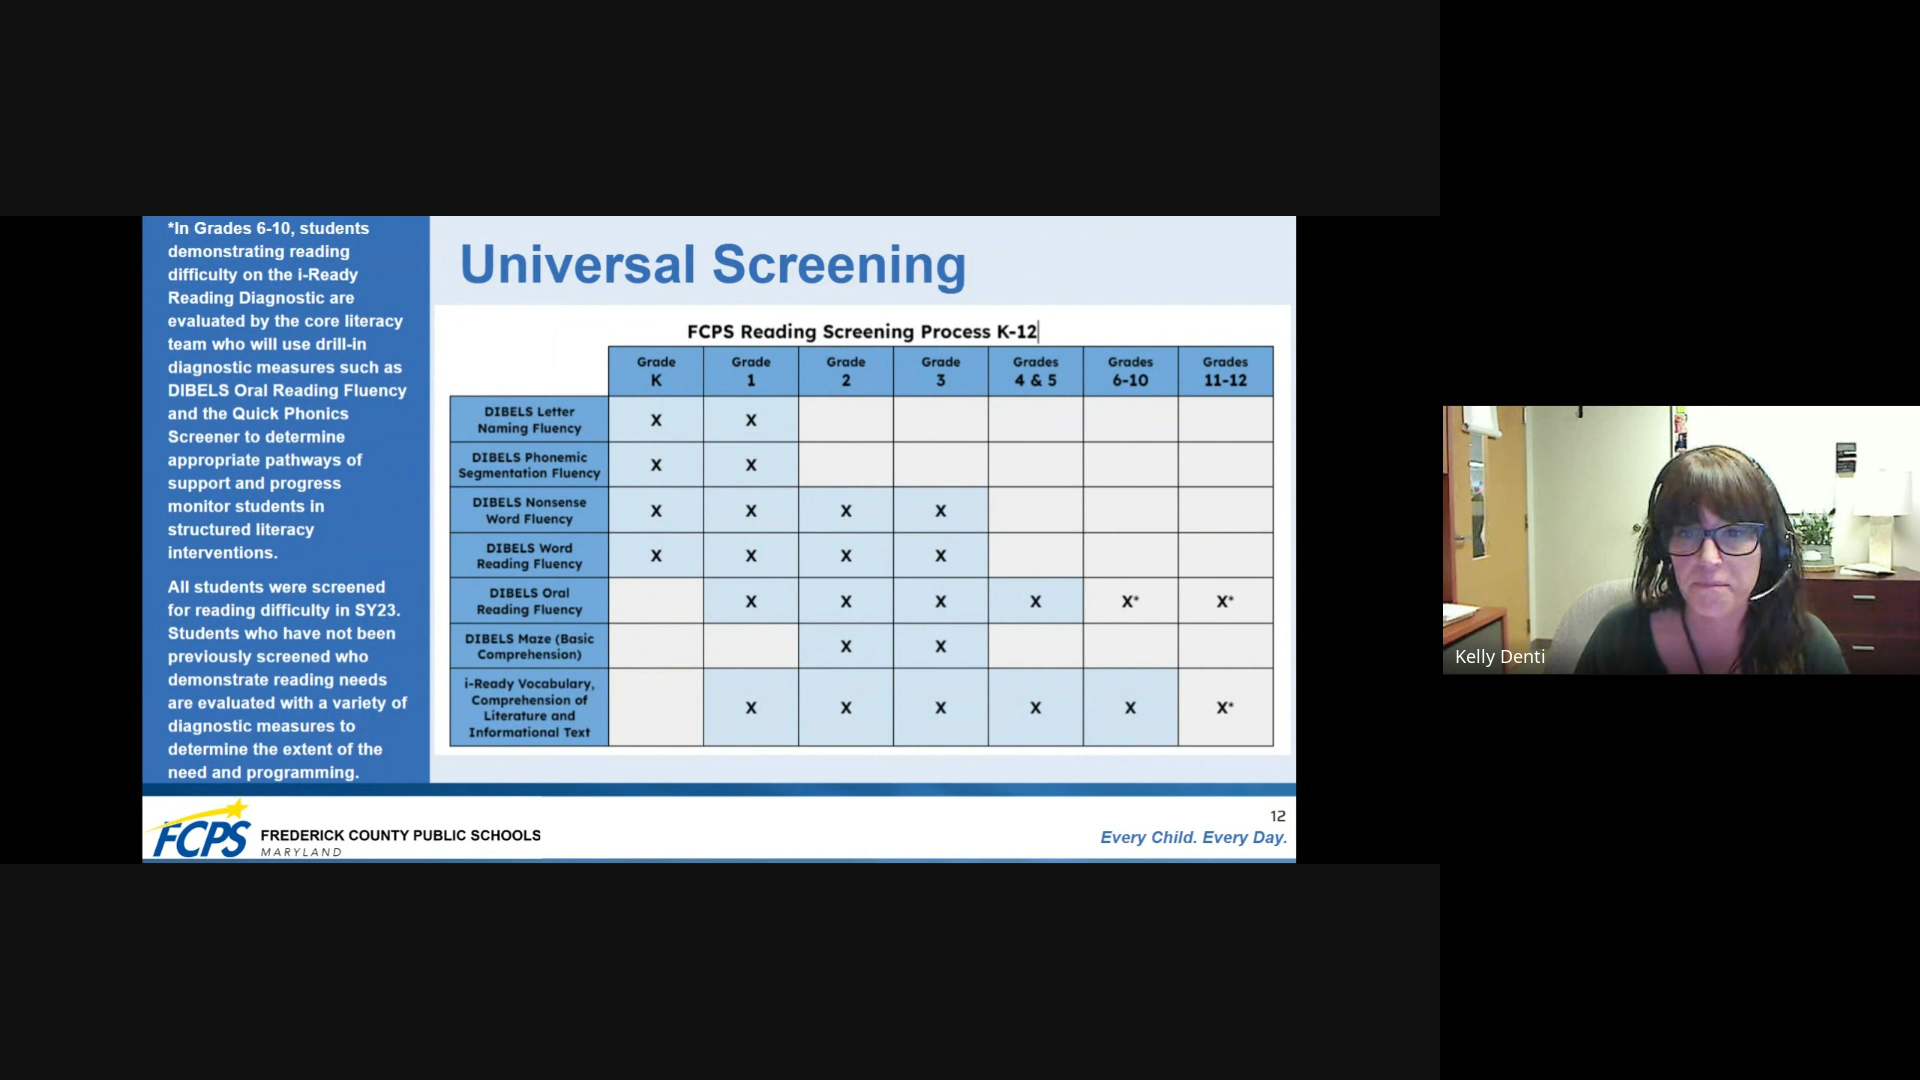 *In Grades 6-10, students
demonstrating reading
difficulty on the i-Ready
Reading Diagnostic are
evaluated by the core literacy
team who will use drill-in
diagnostic measures such as
DIBELS Oral Reading Fluency
and the Quick Phonics
Screener to determine
appropriate pathways of
support and progress
monitor students in
structured literacy
interventions.
All students were screened
for reading difficulty in SY23.
Students who have not been
previously screened who
demonstrate reading needs
are evaluated with a variety of
diagnostic measures to
determine the extent of the
need and programming.
Universal Screening
FCPS Reading Screening Process K-12
Grade K Grade 1 Grade 2 Grade 3 Grades 4 & 5 Grades 6-10 Grades 11-12
DIBELS Letter
Naming Fluency X X
DIBELS Phonemic
Segmentation Fluency X X
DIBELS Nonsense
Word Fluency X X X X
DIBELS Word
Reading Fluency X X X X
DIBELS Oral
Reading Fluency X X X X X* X*
DIBELS Maze (Basic
Comprehension) X X
i-Ready Vocabulary,
Comprehension of
Literature and
Informational Text X X X X X X*
FCPS
FREDERICK COUNTY PUBLIC SCHOOLS
MARYLAND
12
Every Child. Every Day.
Kelly Denti